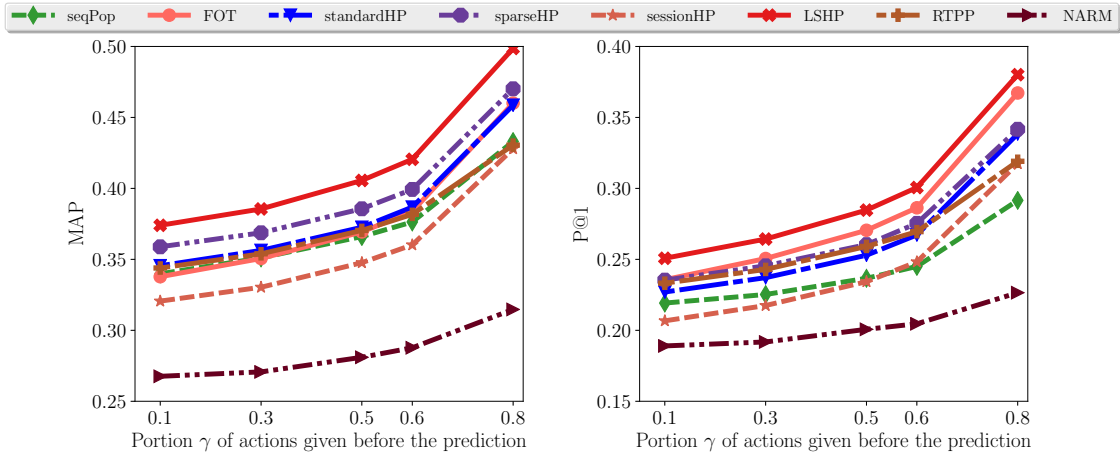 seqPop FOT standardHP sparseHP sessionHP LSHP RTPP NARM
0.50
0.45
0.40
0.35
0.30
0.25
MAP
0.1 0.3 0.5 0.6 0.8
Portion γ of actions given before the prediction
0.40
0.35
0.30
0.25
0.20
0.15
P@1
0.1 0.3 0.5 0.6 0.8
Portion γ of actions given before the prediction